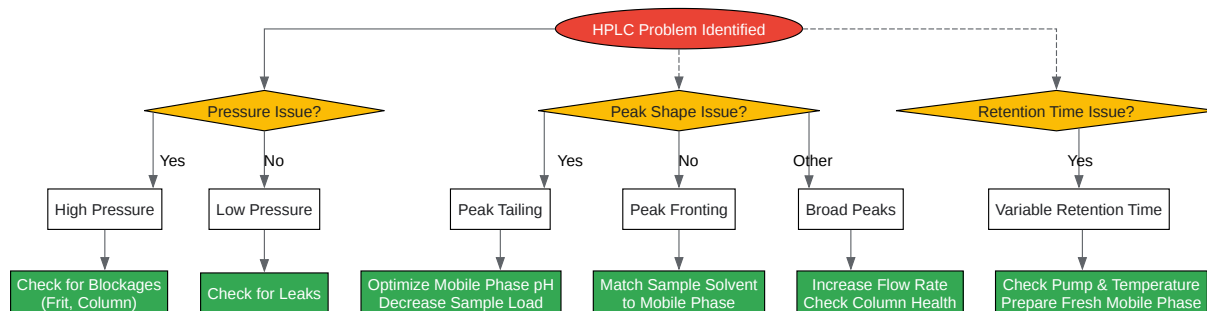 HPLC Problem Identified
Pressure Issue?
Peak Shape Issue?
Retention Time Issue?
Yes
No
Yes
No
Other
Yes
High Pressure
Low Pressure
Peak Tailing
Peak Fronting
Broad Peaks
Variable Retention Time
Check for Blockages
(Frit, Column)
Check for Leaks
Optimize Mobile Phase pH
Decrease Sample Load
Match Sample Solvent
to Mobile Phase
Increase Flow Rate
Check Column Health
Check Pump & Temperature
Prepare Fresh Mobile Phase